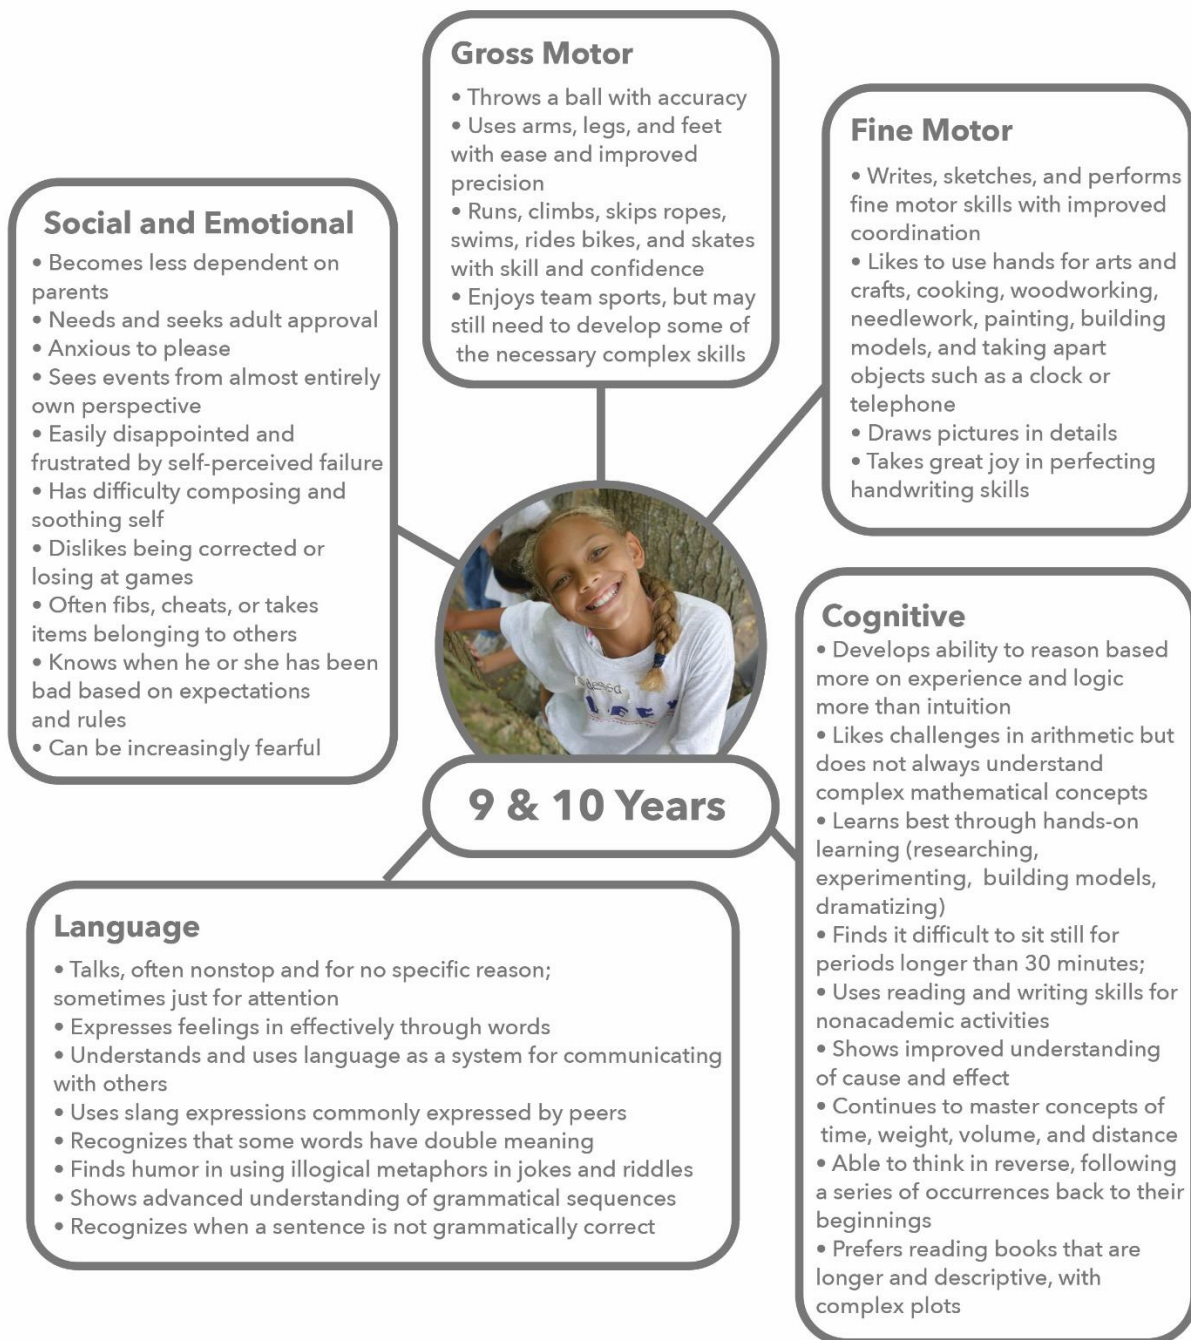 Gross Motor
• Throws a ball with accuracy
• Uses arms, legs, and feet
with ease and improved
precision
• Runs, climbs, skips ropes,
swims, rides bikes, and skates
with skill and confidence
• Enjoys team sports, but may
still need to develop some of
the necessary complex skills
Fine Motor
• Writes, sketches, and performs
fine motor skills with improved
coordination
• Likes to use hands for arts and
crafts, cooking, woodworking,
needlework, painting, building
models, and taking apart
objects such as a clock or
telephone
• Draws pictures in details
• Takes great joy in perfecting
handwriting skills
Social and Emotional
• Becomes less dependent on
parents
• Needs and seeks adult approval
• Anxious to please
• Sees events from almost entirely
own perspective
• Easily disappointed and
frustrated by self-perceived failure
• Has difficulty composing and
soothing self
• Dislikes being corrected or
losing at games
• Often fibs, cheats, or takes
items belonging to others
• Knows when he or she has been
bad based on expectations
and rules
• Can be increasingly fearful
9 & 10 Years
Cognitive
• Develops ability to reason based
more on experience and logic
more than intuition
• Likes challenges in arithmetic but
does not always understand
complex mathematical concepts
• Learns best through hands-on
learning (researching,
experimenting, building models,
dramatizing)
• Finds it difficult to sit still for
periods longer than 30 minutes;
• Uses reading and writing skills for
nonacademic activities
• Shows improved understanding
of cause and effect
• Continues to master concepts of
time, weight, volume, and distance
• Able to think in reverse, following
a series of occurrences back to their
beginnings
• Prefers reading books that are
longer and descriptive, with
complex plots
Language
• Talks, often nonstop and for no specific reason;
sometimes just for attention
• Expresses feelings in effectively through words
• Understands and uses language as a system for communicating
with others
• Uses slang expressions commonly expressed by peers
• Recognizes that some words have double meaning
• Finds humor in using illogical metaphors in jokes and riddles
• Shows advanced understanding of grammatical sequences
• Recognizes when a sentence is not grammatically correct